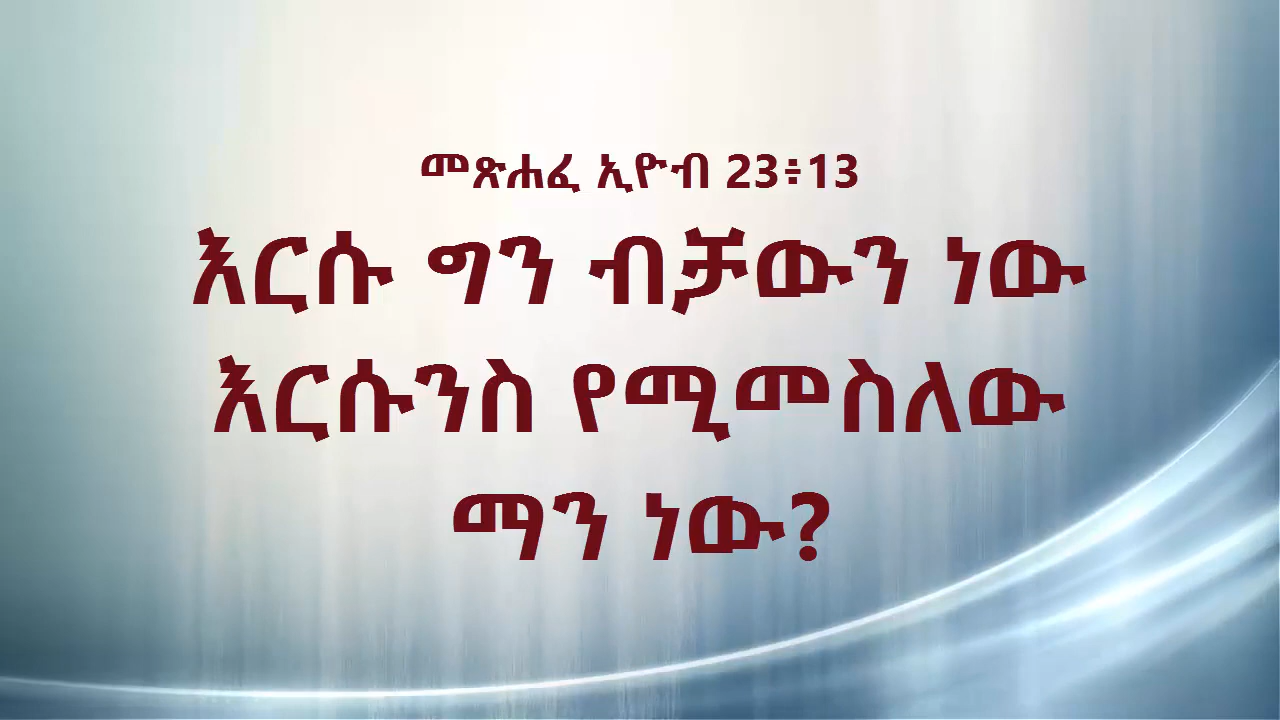 መጽሐፈ ኢዮብ 23፥13
እርሱ ግን ብቻውን ነው
እርሱንስ የሚመስለው
ማን ነው?